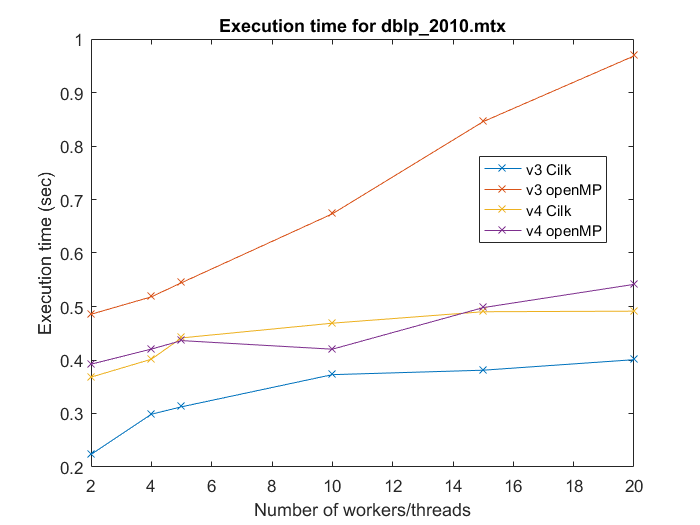 Execution time for dblp_2010.mtx
Execution time (sec)
1
0.9
0.8
0.7
0.6
0.5
0.4
0.3
0.2
v3 Cilk
v3 openMP
v4 Cilk
v4 openMP
2 4 6 8 10 12 14 16 18 20
Number of workers/threads